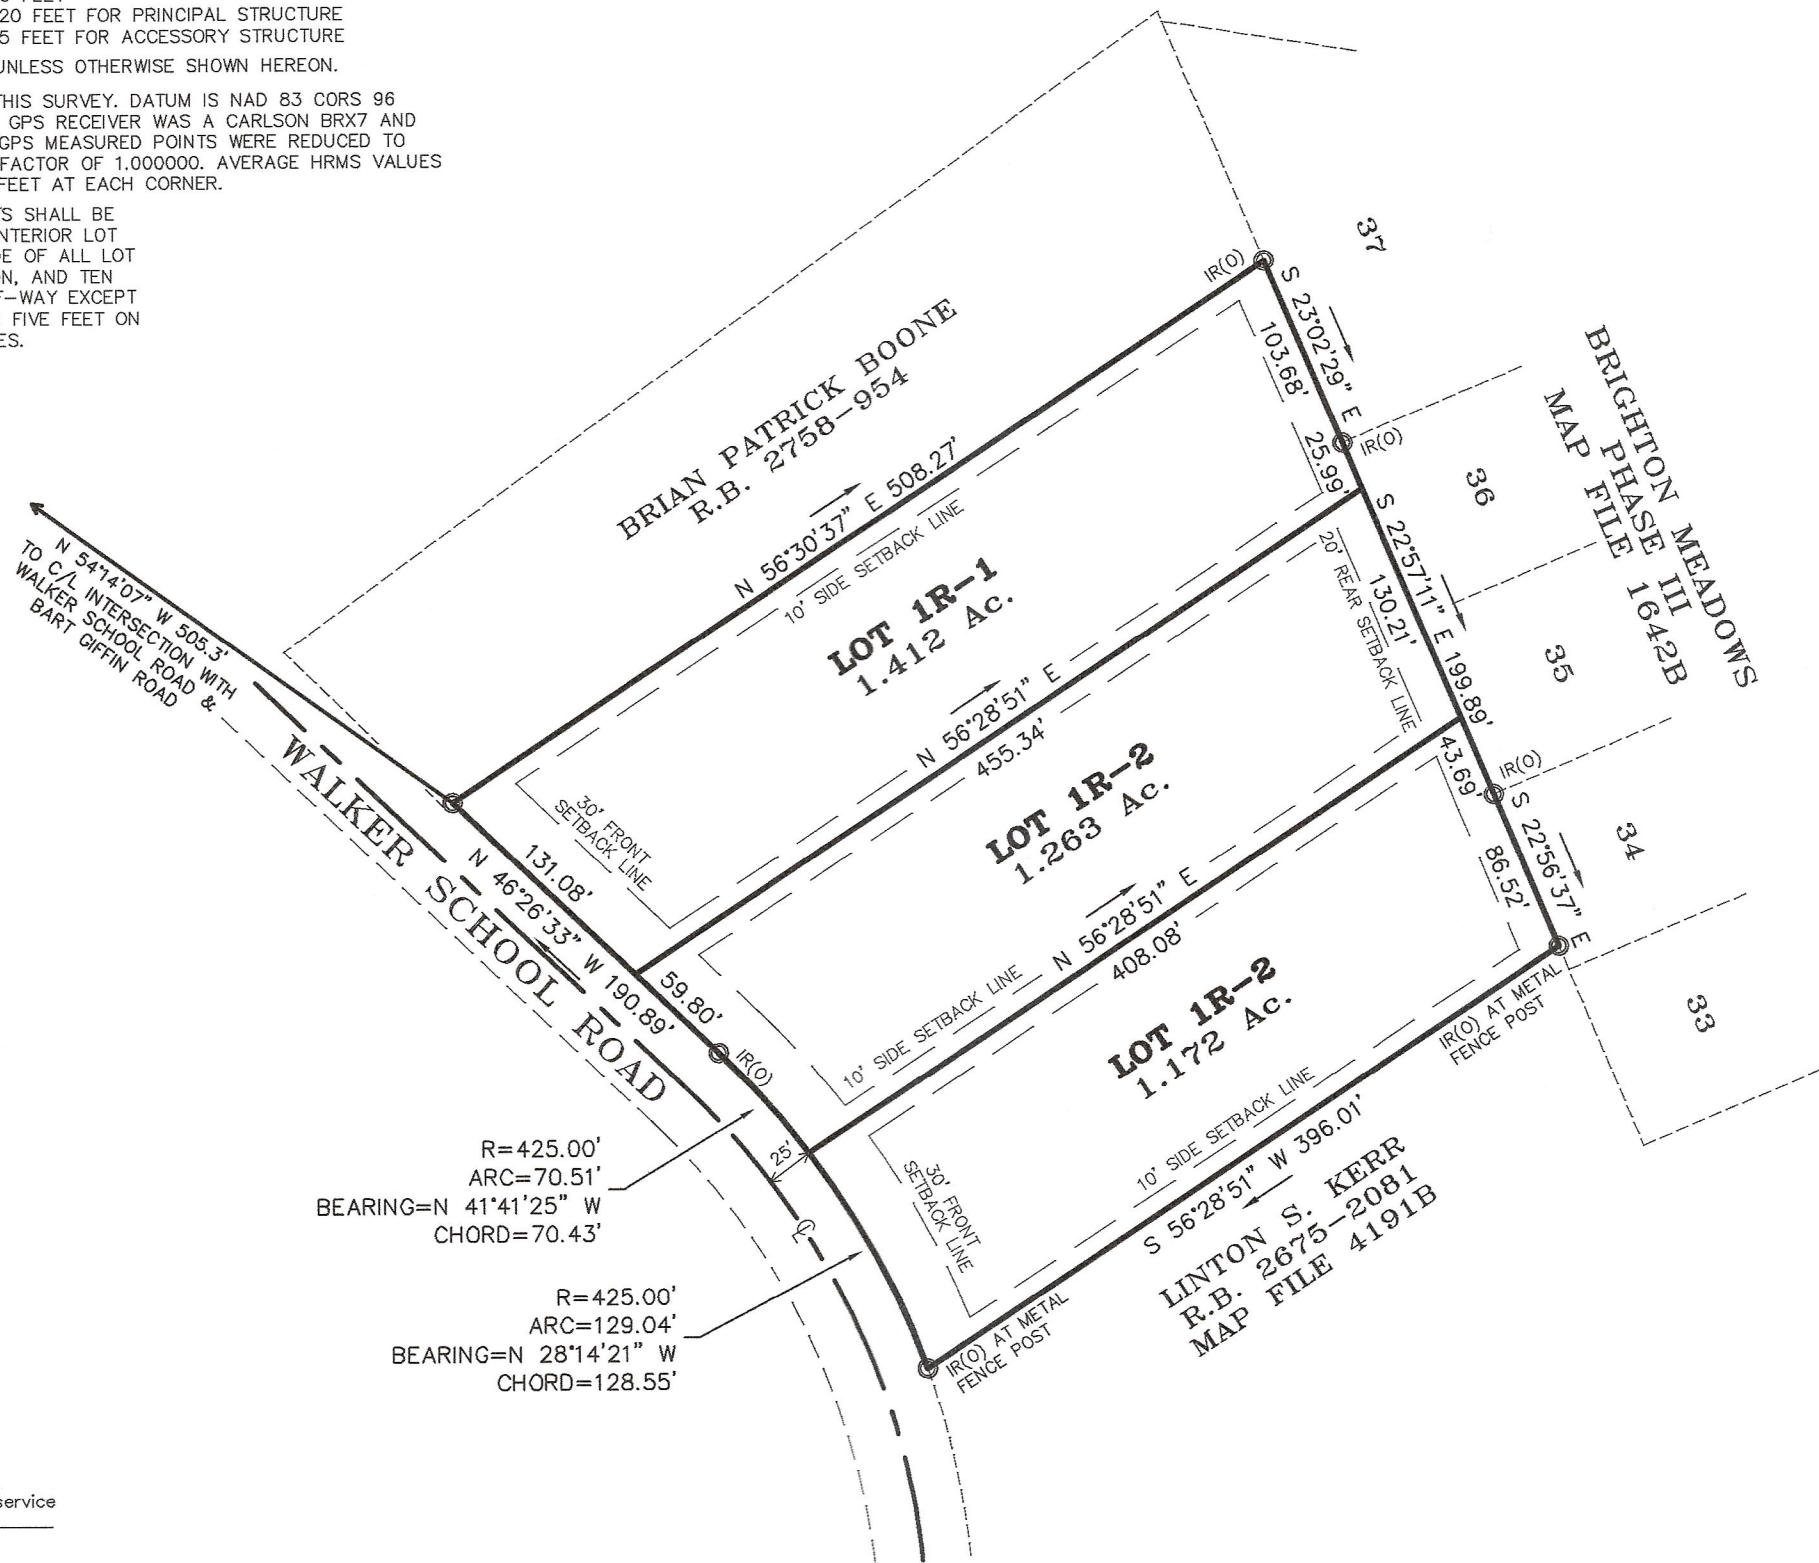 20 FEET FOR PRINCIPAL STRUCTURE
5 FEET FOR ACCESSORY STRUCTURE
UNLESS OTHERWISE SHOWN HEREON.
THIS SURVEY. DATUM IS NAD 83 CORS 96
GPS RECEIVER WAS A CARLSON BRX7 AND
GPS MEASURED POINTS WERE REDUCED TO
FACTOR OF 1.000000. AVERAGE HRMS VALUES
FEET AT EACH CORNER.
TS SHALL BE
NTERIOR LOT
DE OF ALL LOT
ON, AND TEN
F-WAY EXCEPT
FIVE FEET ON
ES.
37
IR(O)
S 23°02'29" E
103.68'
BRIAN PATRICK BOONE
R.B. 2758-954
N 56°30'37" E 508.27'
10' SIDE SETBACK LINE
25.99'
IR(O)
36
BRIGHTON MEADOWS
PHASE III
MAP FILE 1642B
N 54°14'07" W 505.3'
TO C/L INTERSECTION WITH
WALKER SCHOOL ROAD &
BART GIFFIN ROAD
LOT 1R-1
1.412 Ac.
S 22°57'11" E 199.89'
130.21'
20' REAR SETBACK LINE
35
N 56°28'51" E
455.34'
30' FRONT
SETBACK LINE
131.08'
N 46°26'33" W 190.89'
WALKER SCHOOL ROAD
LOT 1R-2
1.263 Ac.
43.69'
IR(O)
S 22°56'37" E
86.52'
34
59.80'
IR(O)
10' SIDE SETBACK LINE
N 56°28'51" E
408.08'
LOT 1R-2
1.172 Ac.
IR(O) AT METAL
FENCE POST
33
25'
CL
R=425.00'
ARC=70.51'
BEARING=N 41°41'25" W
CHORD=70.43'
30' FRONT
SETBACK LINE
10' SIDE SETBACK LINE
S 56°28'51" W 396.01'
LINTON S. KERR
R.B. 2675-2081
MAP FILE 4191B
R=425.00'
ARC=129.04'
BEARING=N 28°14'21" W
CHORD=128.55'
IR(O) AT METAL
FENCE POST
service